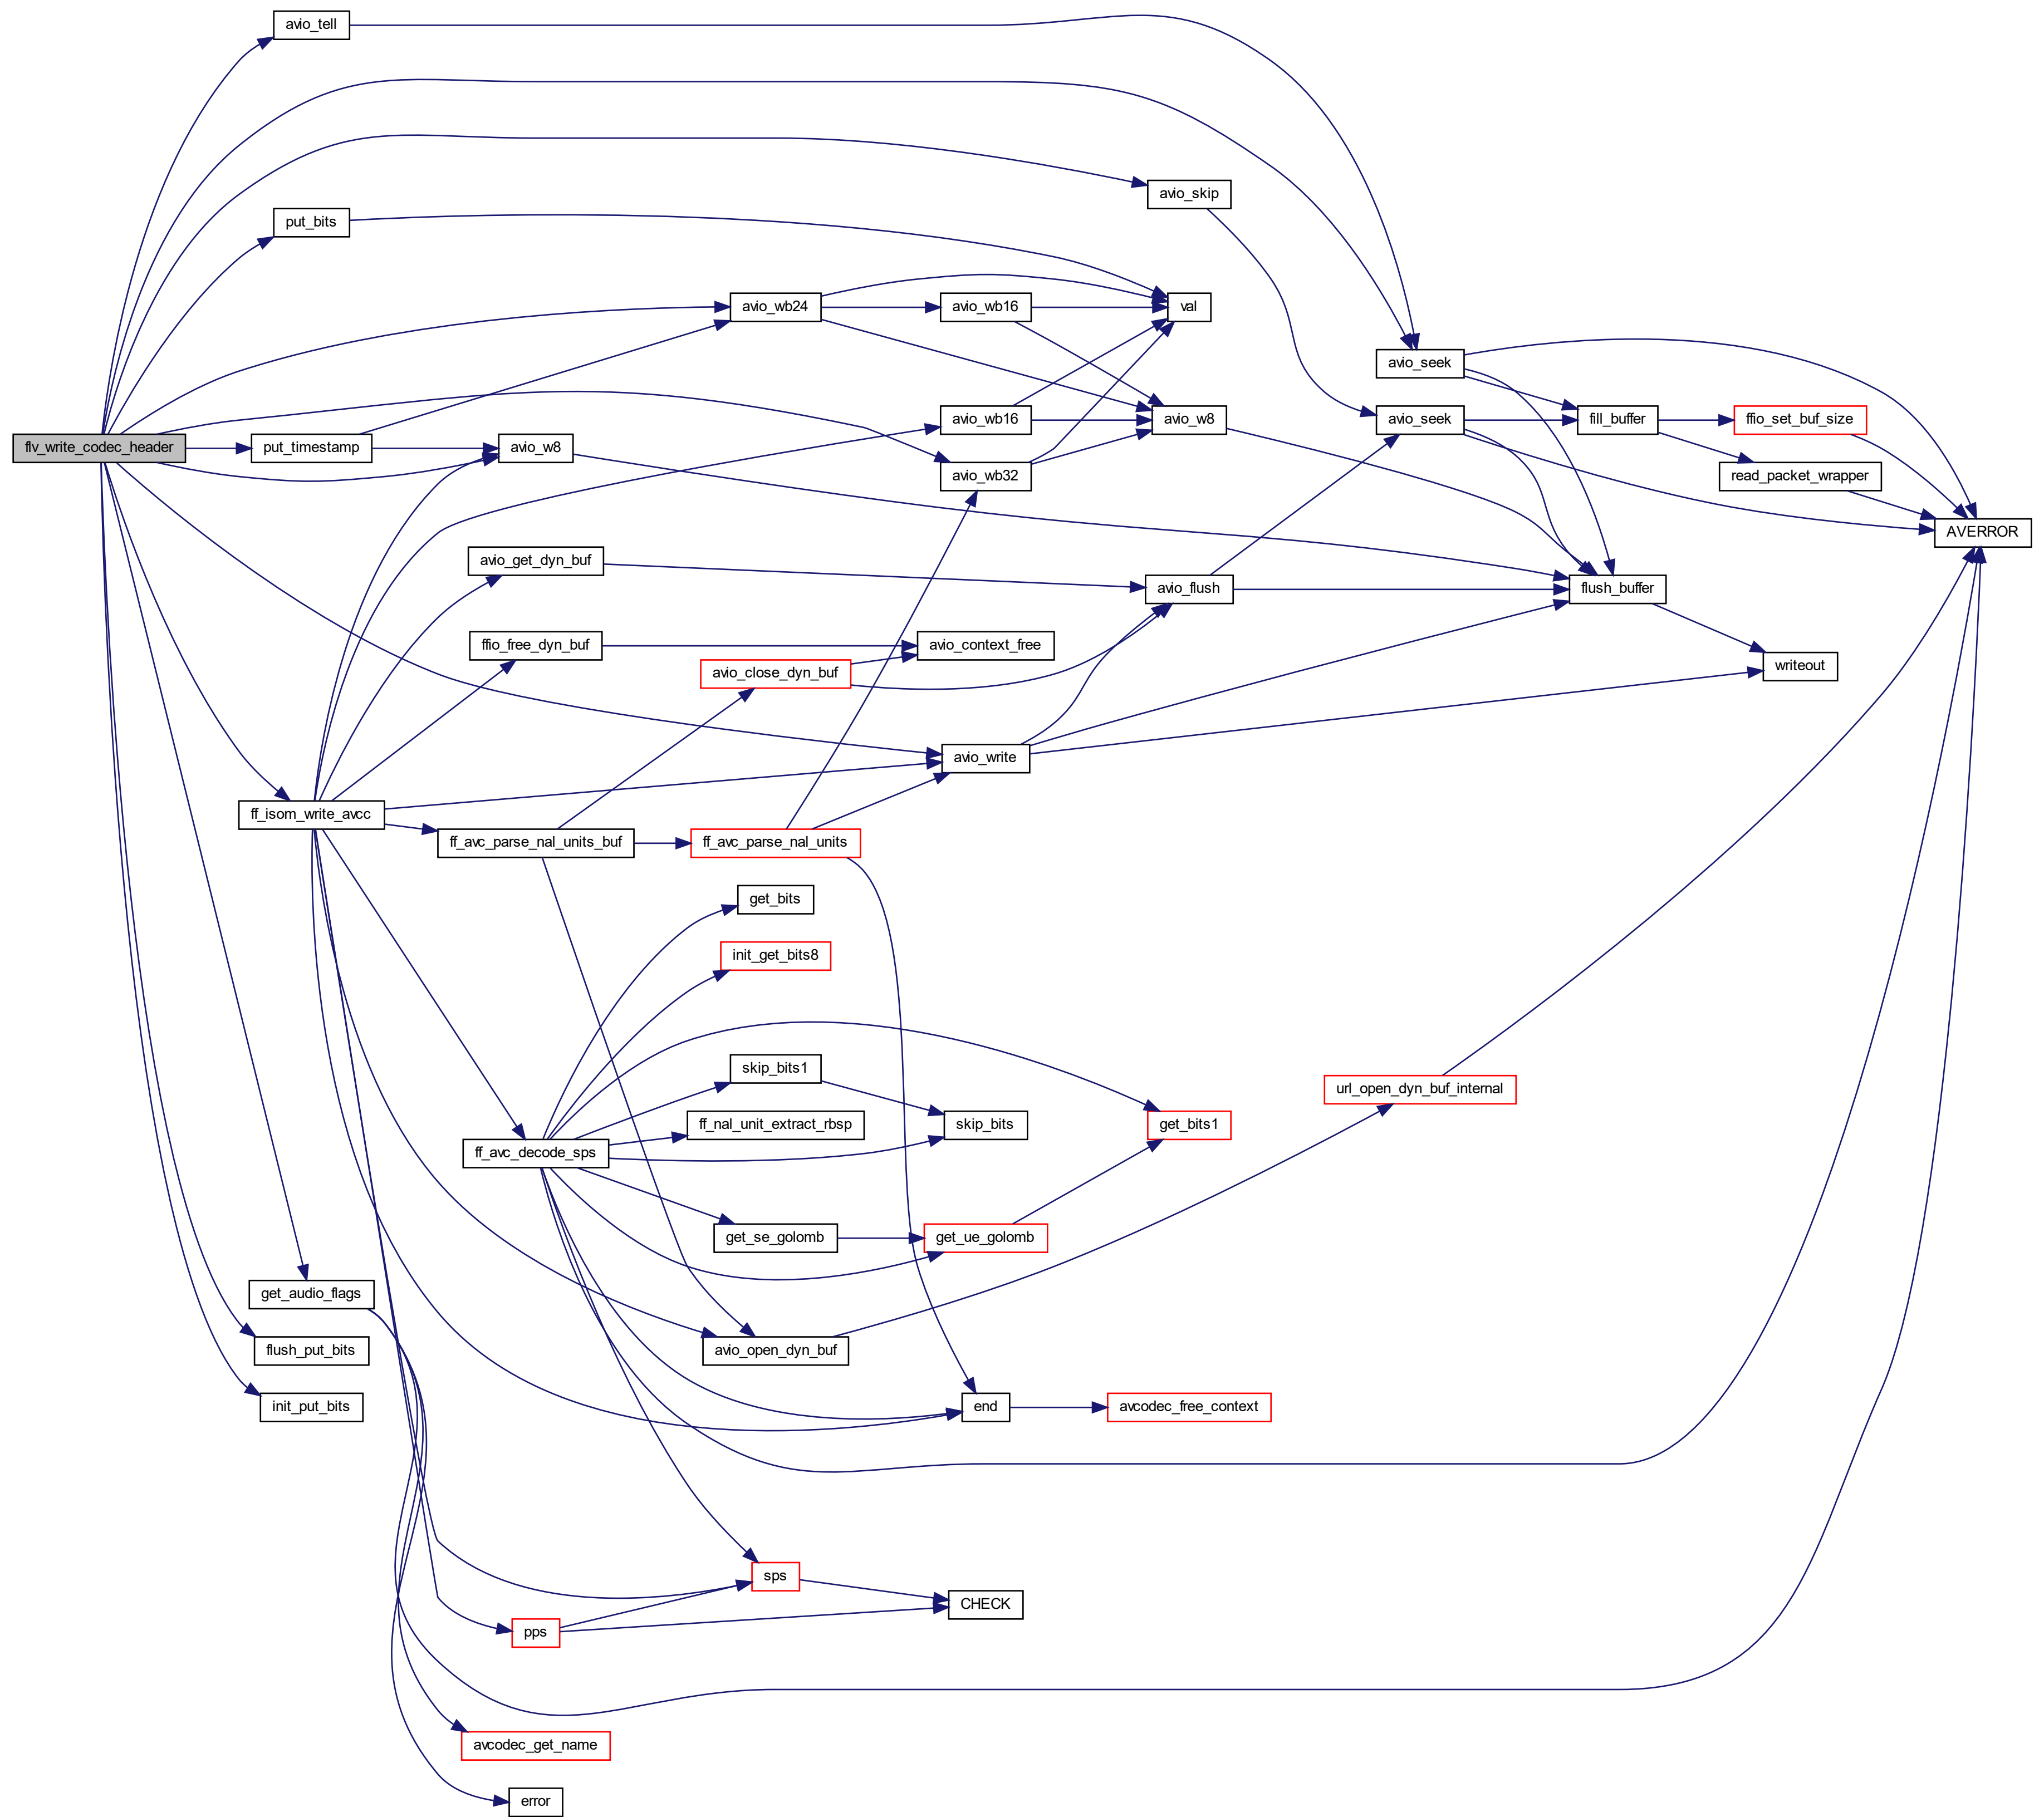 avio_tell
avio_skip
put_bits
avio_wb24
avio_wb16
val
avio_seek
avio_wb16
avio_w8
avio_seek
fill_buffer
ffio_set_buf_size
flv_write_codec_header
put_timestamp
avio_w8
avio_wb32
read_packet_wrapper
AVERROR
avio_get_dyn_buf
avio_flush
flush_buffer
ffio_free_dyn_buf
avio_context_free
avio_close_dyn_buf
writeout
avio_write
ff_isom_write_avcc
ff_avc_parse_nal_units_buf
ff_avc_parse_nal_units
get_bits
init_get_bits8
skip_bits1
url_open_dyn_buf_internal
ff_nal_unit_extract_rbsp
skip_bits
get_bits1
ff_avc_decode_sps
get_se_golomb
get_ue_golomb
get_audio_flags
flush_put_bits
avio_open_dyn_buf
init_put_bits
end
avcodec_free_context
sps
CHECK
pps
avcodec_get_name
error